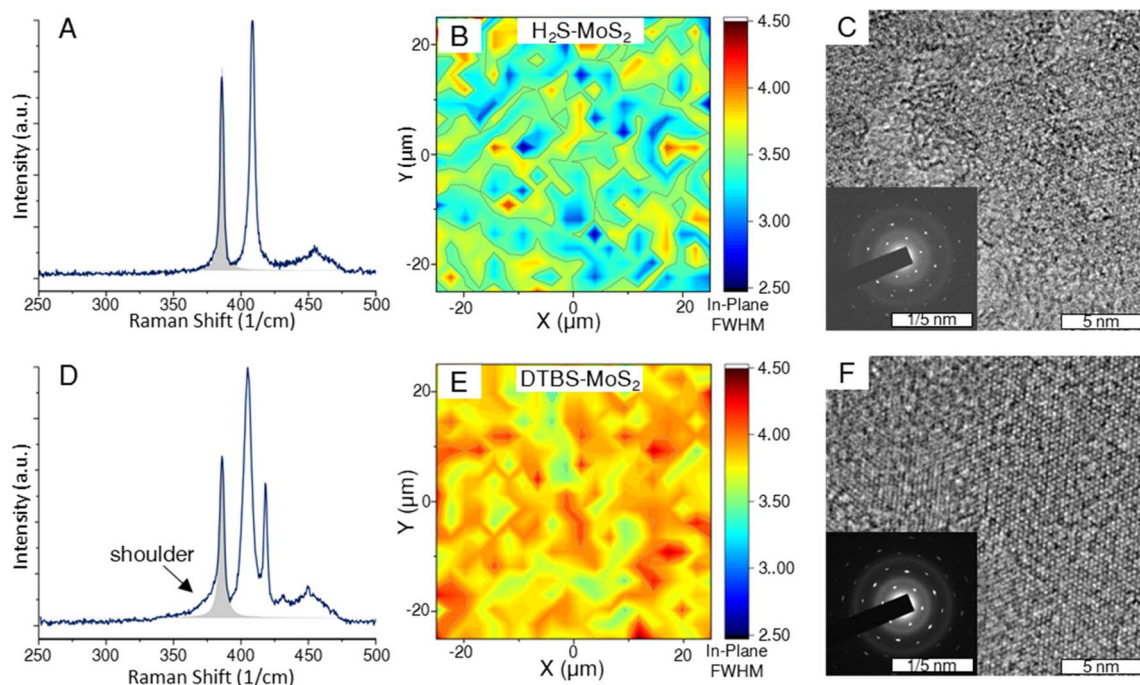 A
Intensity (a.u.)
250 300 350 400 450 500
Raman Shift (1/cm)
B
H₂S-MoS₂
20
0
-20
Y (µm)
-20 0 20
X (µm)
4.50
4.00
3.50
3.00
2.50
In-Plane
FWHM
C
1/5 nm
5 nm
D
shoulder
Intensity (a.u.)
250 300 350 400 450 500
Raman Shift (1/cm)
E
DTBS-MoS₂
20
0
-20
Y (µm)
-20 0 20
X (µm)
4.50
4.00
3.50
3.00
2.50
In-Plane
FWHM
F
1/5 nm
5 nm